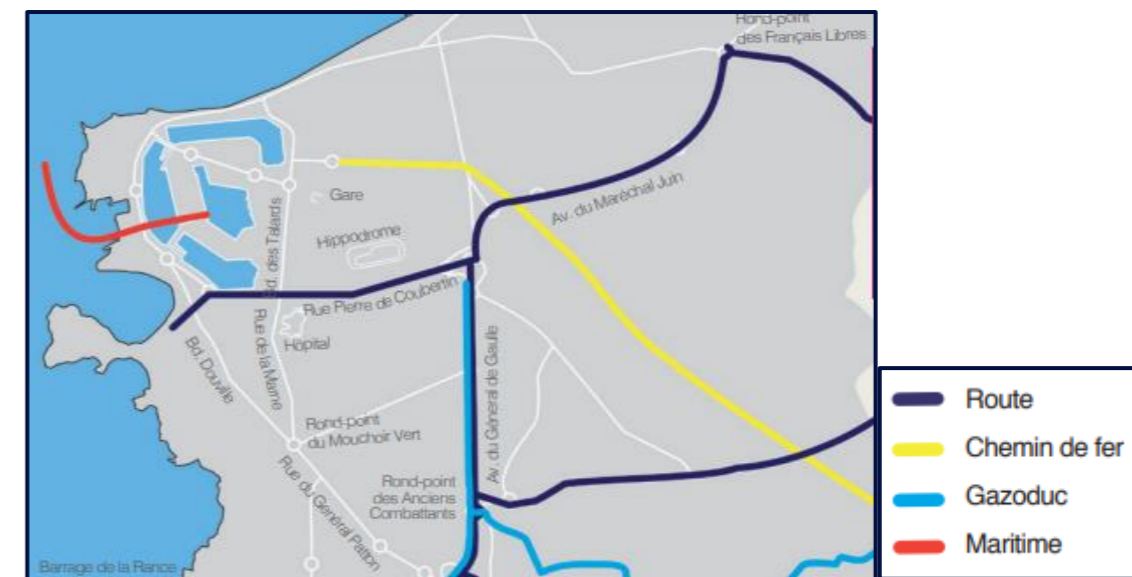 Rond-point
des Français Libres
Gare
Av. du Maréchal Juin
Bd. des Talards
Hippodrome
Rue Pierre de Coubertin
Rue de la Marne
Hôpital
Bd. Douville
Av. du Général de Gaulle
Rond-point
du Mouchoir Vert
Rue du Général Patton
Rond-point
des Anciens
Combattants
Barrage de la Rance
Route
Chemin de fer
Gazoduc
Maritime